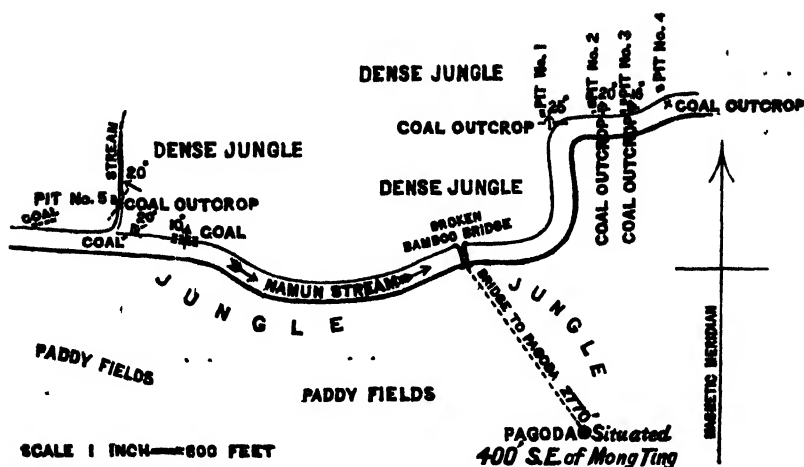 PIT No. 1
PIT No. 2
PIT No. 3
PIT No. 4
DENSE JUNGLE
25°
20°
15°
COAL OUTCROP
COAL OUTCROP
COAL OUTCROP
COAL OUTCROP
STREAM
DENSE JUNGLE
20°
DENSE JUNGLE
PIT No. 5
COAL OUTCROP
COAL
20°
10°
COAL
COAL
BROKEN
BAMBOO BRIDGE
NAMUN STREAM
JUNGLE
JUNGLE
BRIDGE TO PAGODA 2770'
MAGNETIC MERIDIAN
PADDY FIELDS
PADDY FIELDS
SCALE 1 INCH = 600 FEET
PAGODA Situated
400' S.E. of Mong Ting